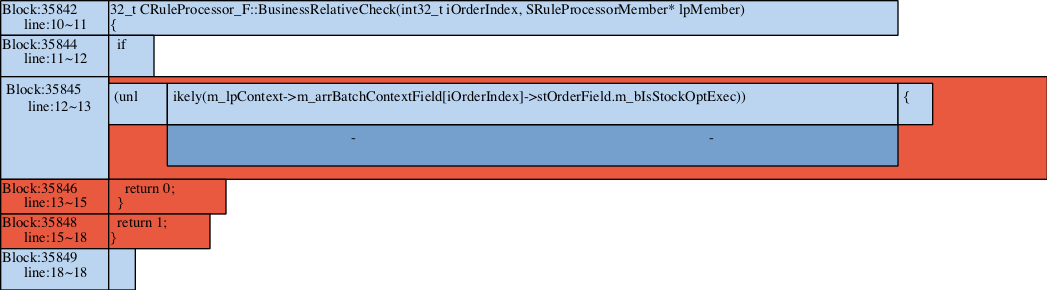 Block:35842 32_t CRuleProcessor_F::BusinessRelativeCheck(int32_t iOrderIndex, SRuleProcessorMember* lpMember)
line:10~11 {
Block:35844 if
line:11~12
Block:35845 (unl ikely(m_lpContext->m_arrBatchContextField[iOrderIndex]->stOrderField.m_bIsStockOptExec)) {
line:12~13
- -
Block:35846 return 0;
line:13~15 }
Block:35848 return 1;
line:15~18 }
Block:35849
line:18~18